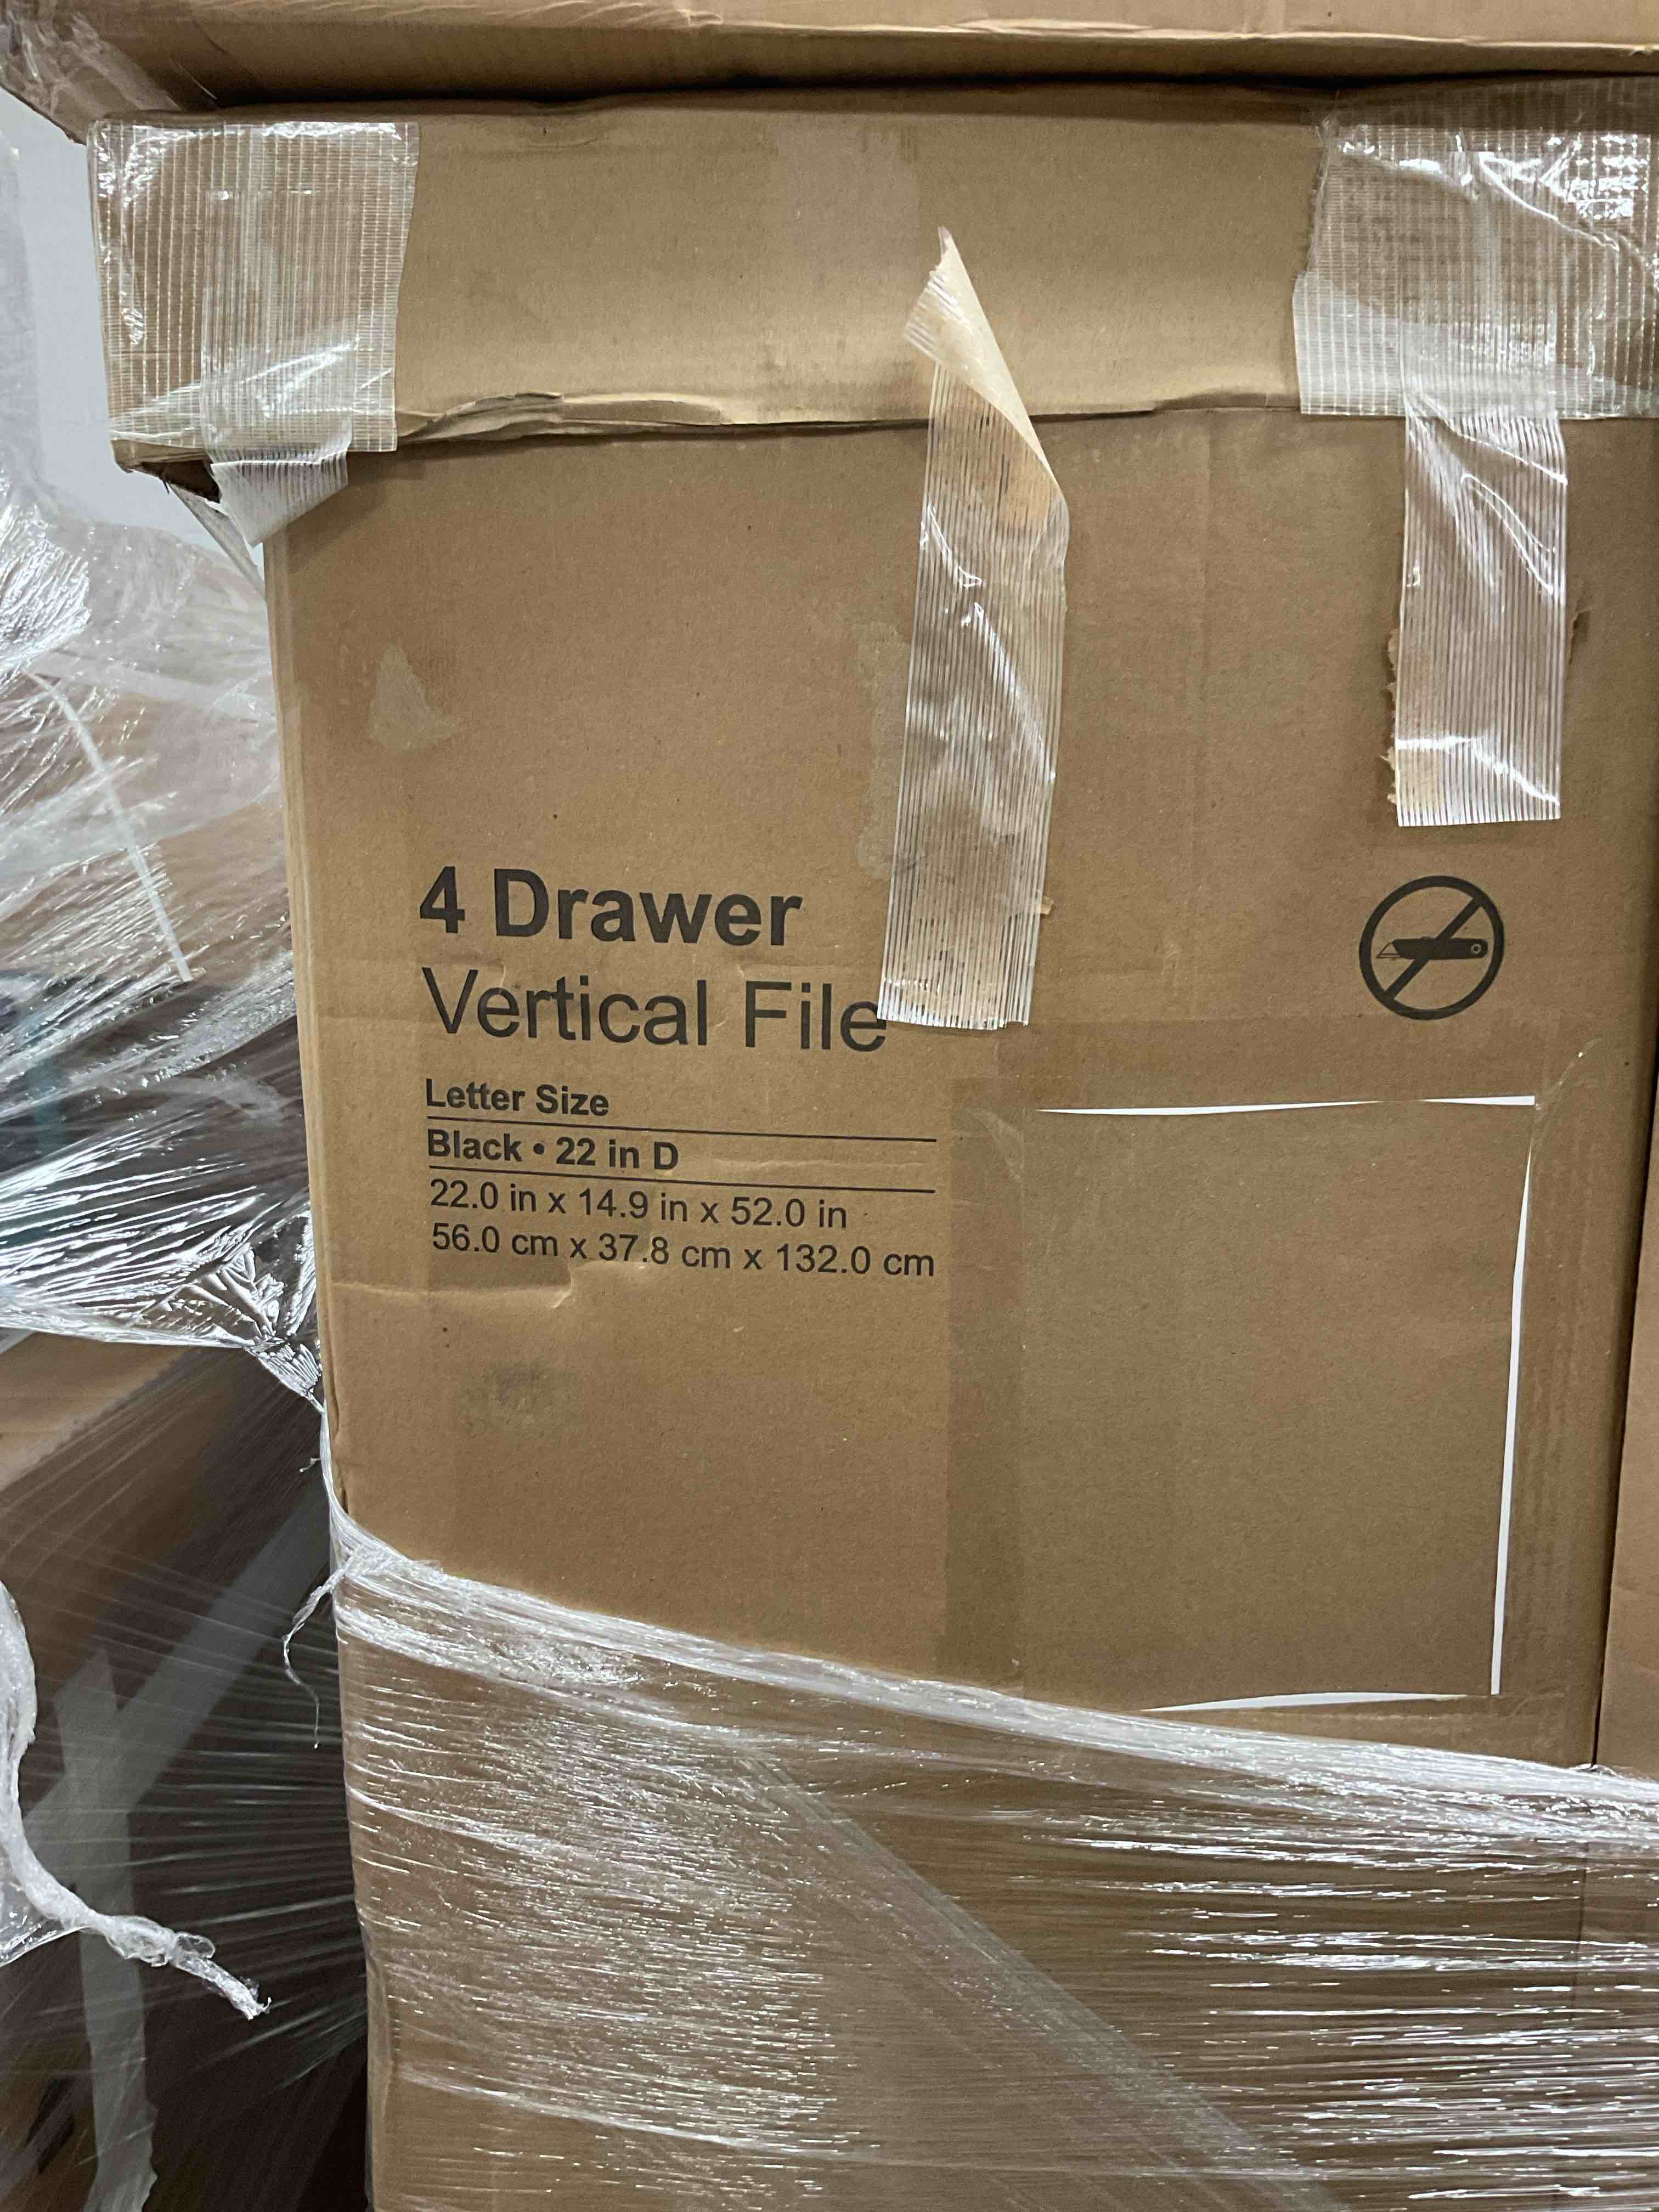 4 Drawer
Vertical File
Letter Size
Black • 22 in D
22.0 in x 14.9 in x 52.0 in
56.0 cm x 37.8 cm x 132.0 cm